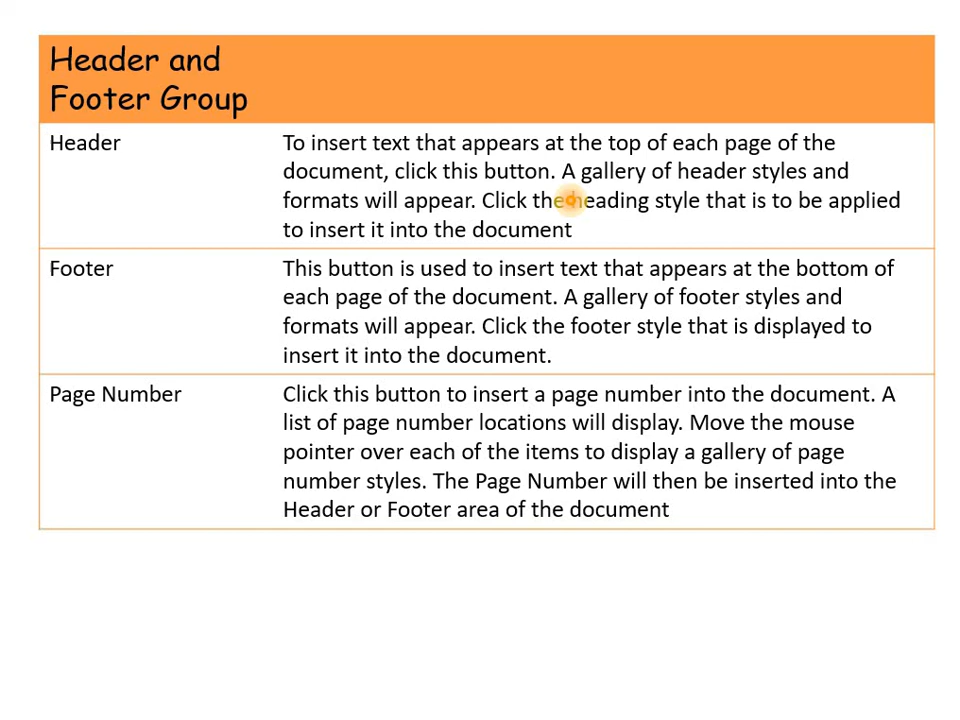 Header and
Footer Group
Header
To insert text that appears at the top of each page of the
document, click this button. A gallery of header styles and
formats will appear. Click the heading style that is to be applied
to insert it into the document
Footer
This button is used to insert text that appears at the bottom of
each page of the document. A gallery of footer styles and
formats will appear. Click the footer style that is displayed to
insert it into the document.
Page Number
Click this button to insert a page number into the document. A
list of page number locations will display. Move the mouse
pointer over each of the items to display a gallery of page
number styles. The Page Number will then be inserted into the
Header or Footer area of the document